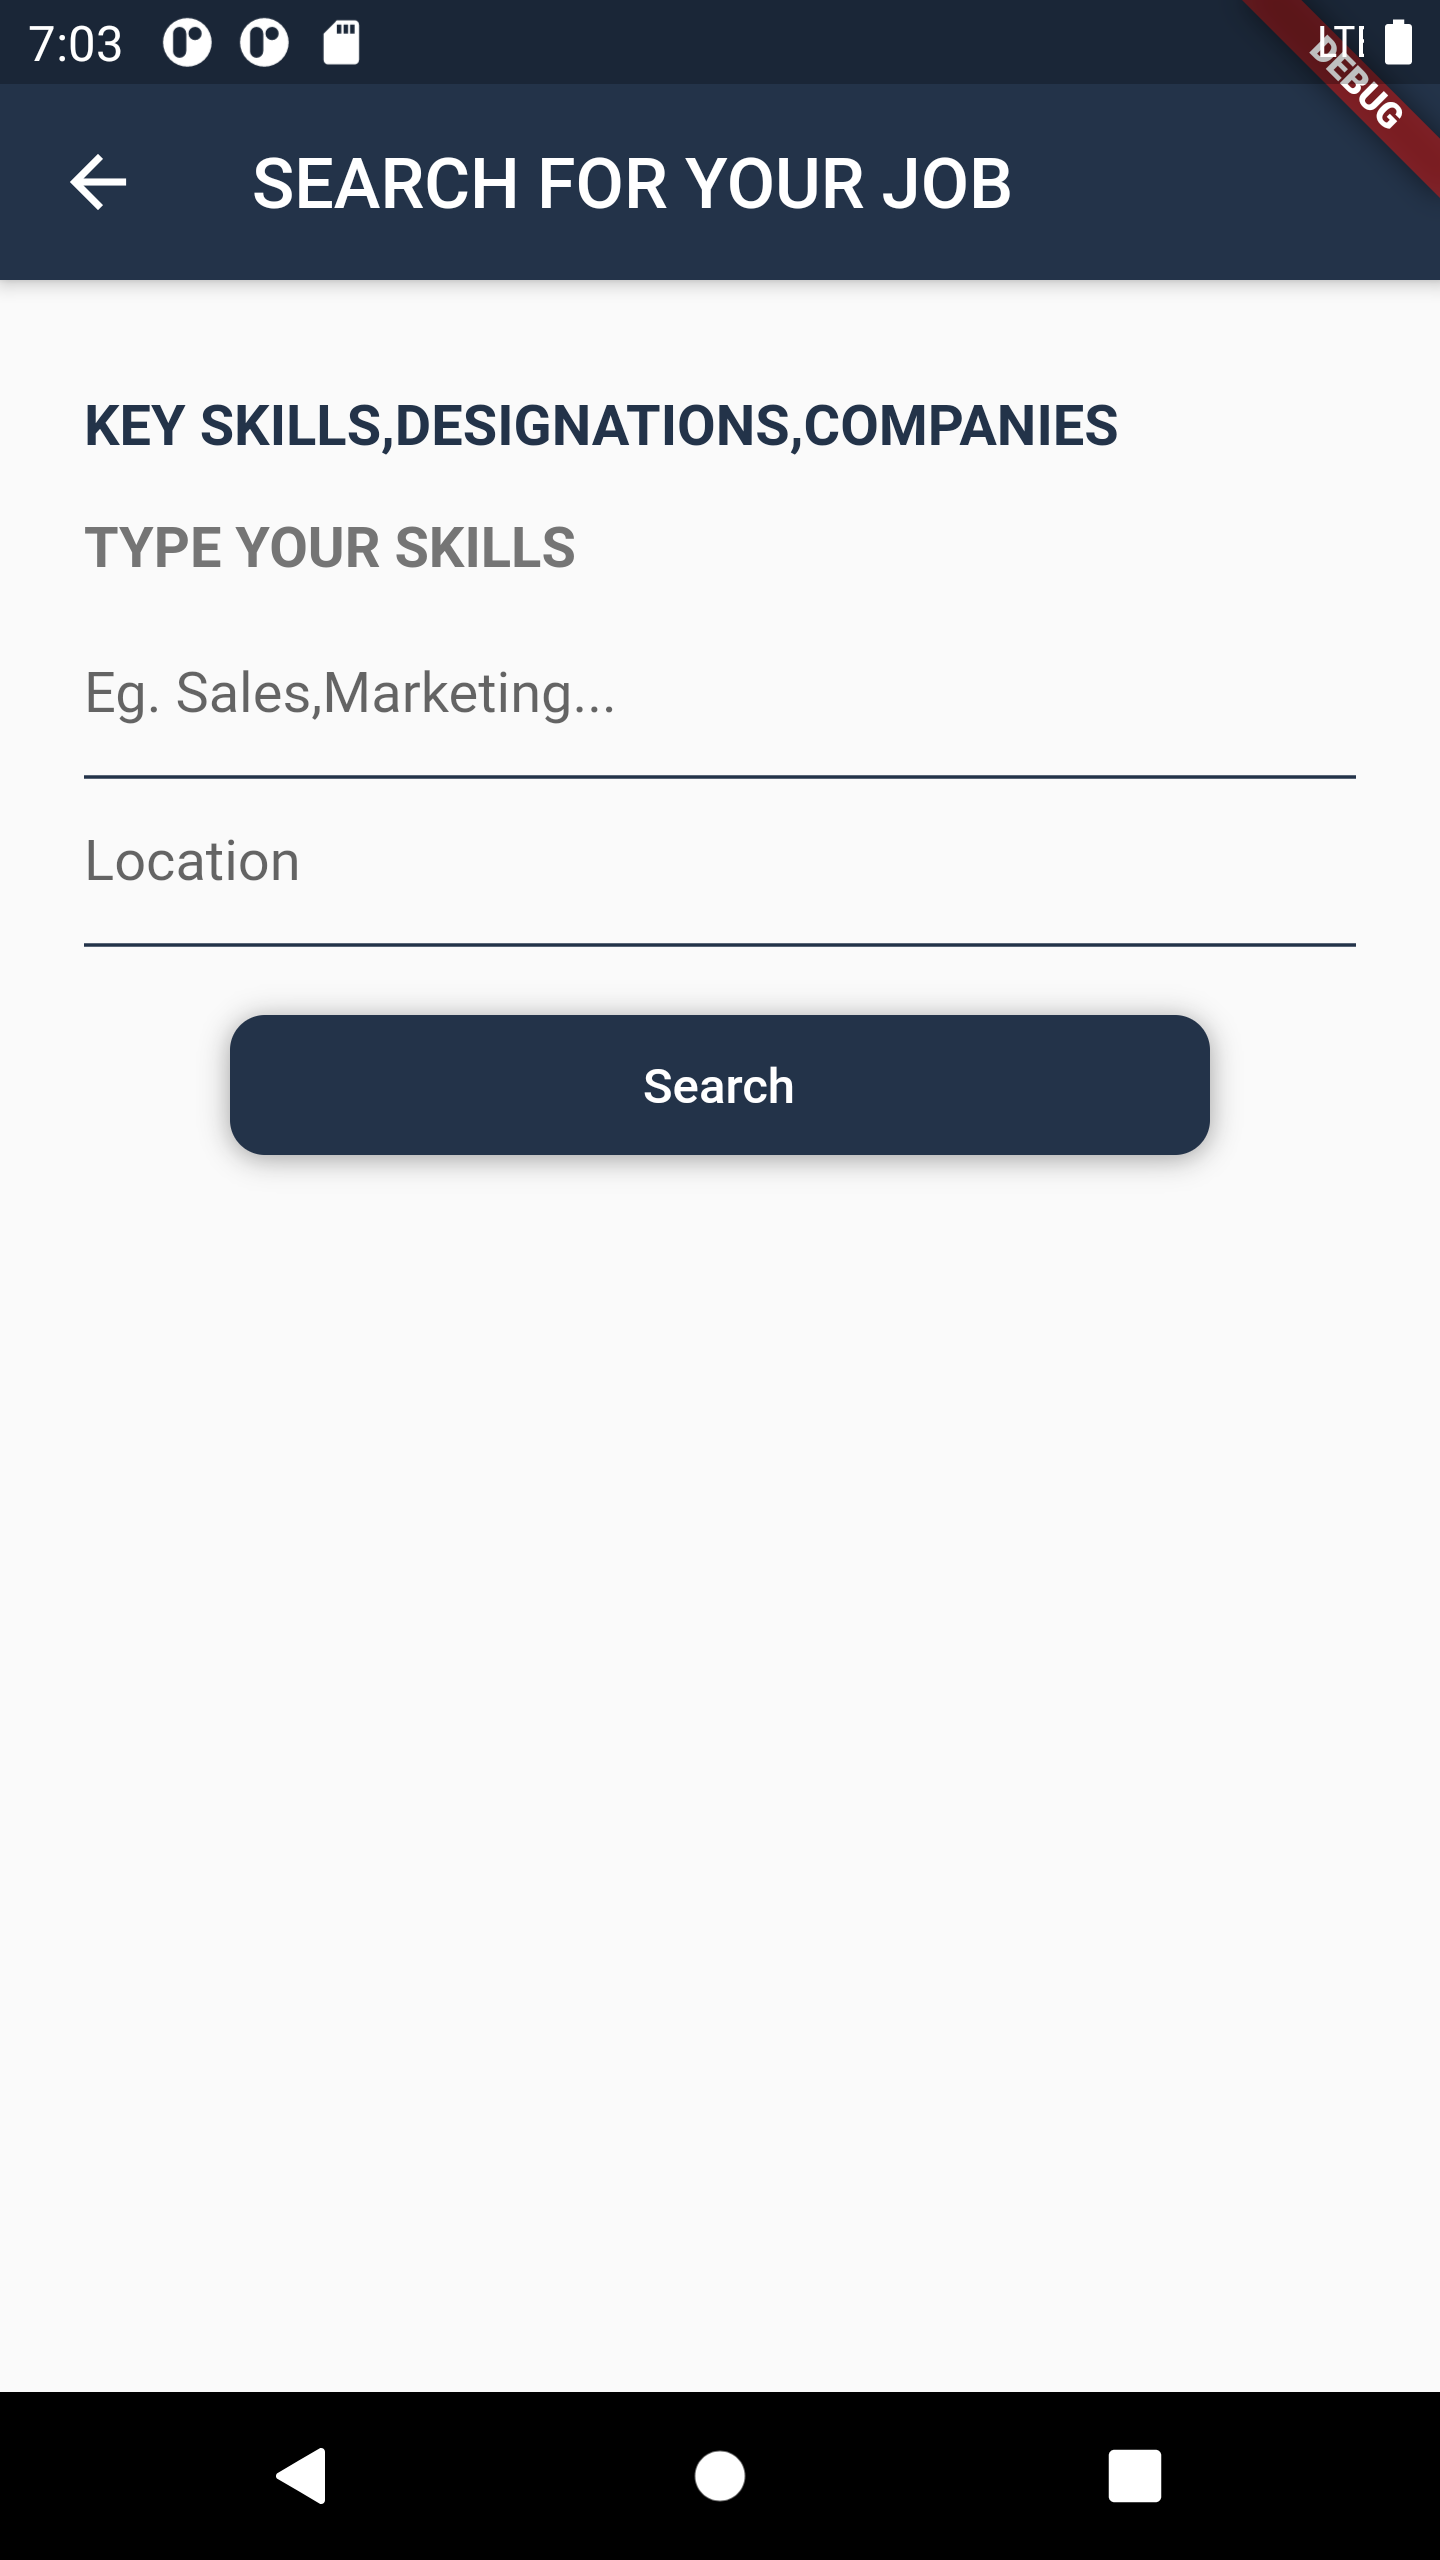 7:03
LTE
DEBUG
SEARCH FOR YOUR JOB
KEY SKILLS,DESIGNATIONS,COMPANIES
TYPE YOUR SKILLS
Eg. Sales,Marketing...
Location
Search